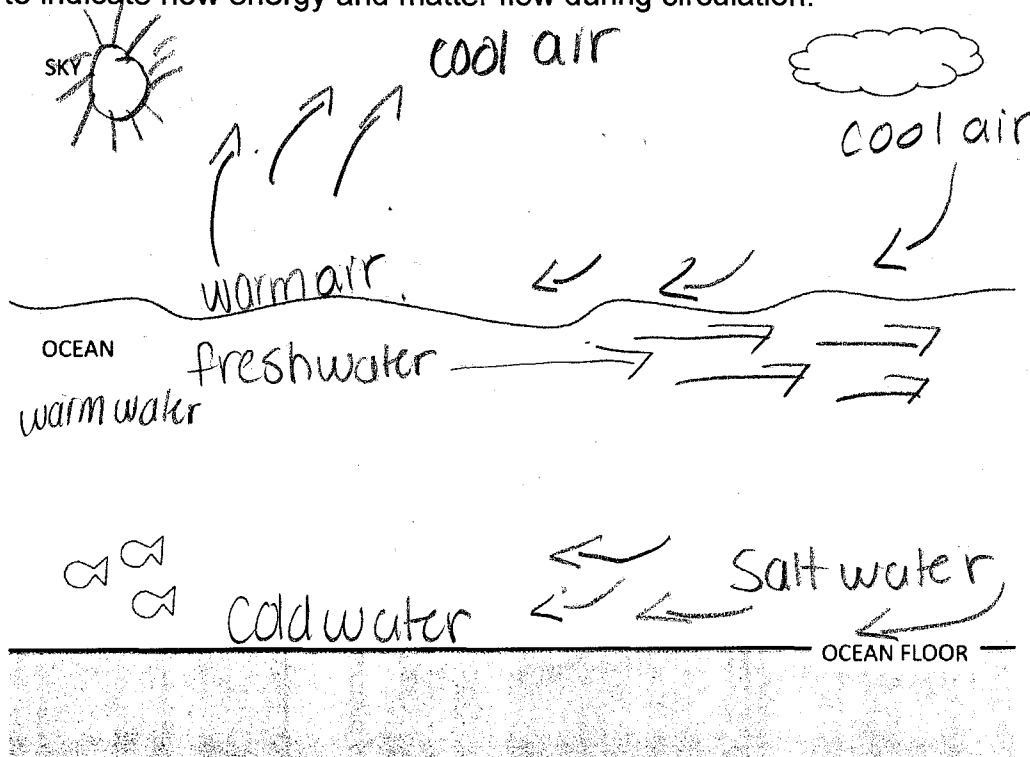 to indicate how energy and matter flow during circulation.
cool air
SKY
cool air
warm air
OCEAN
freshwater
warm water
Salt water
Cold water
OCEAN FLOOR